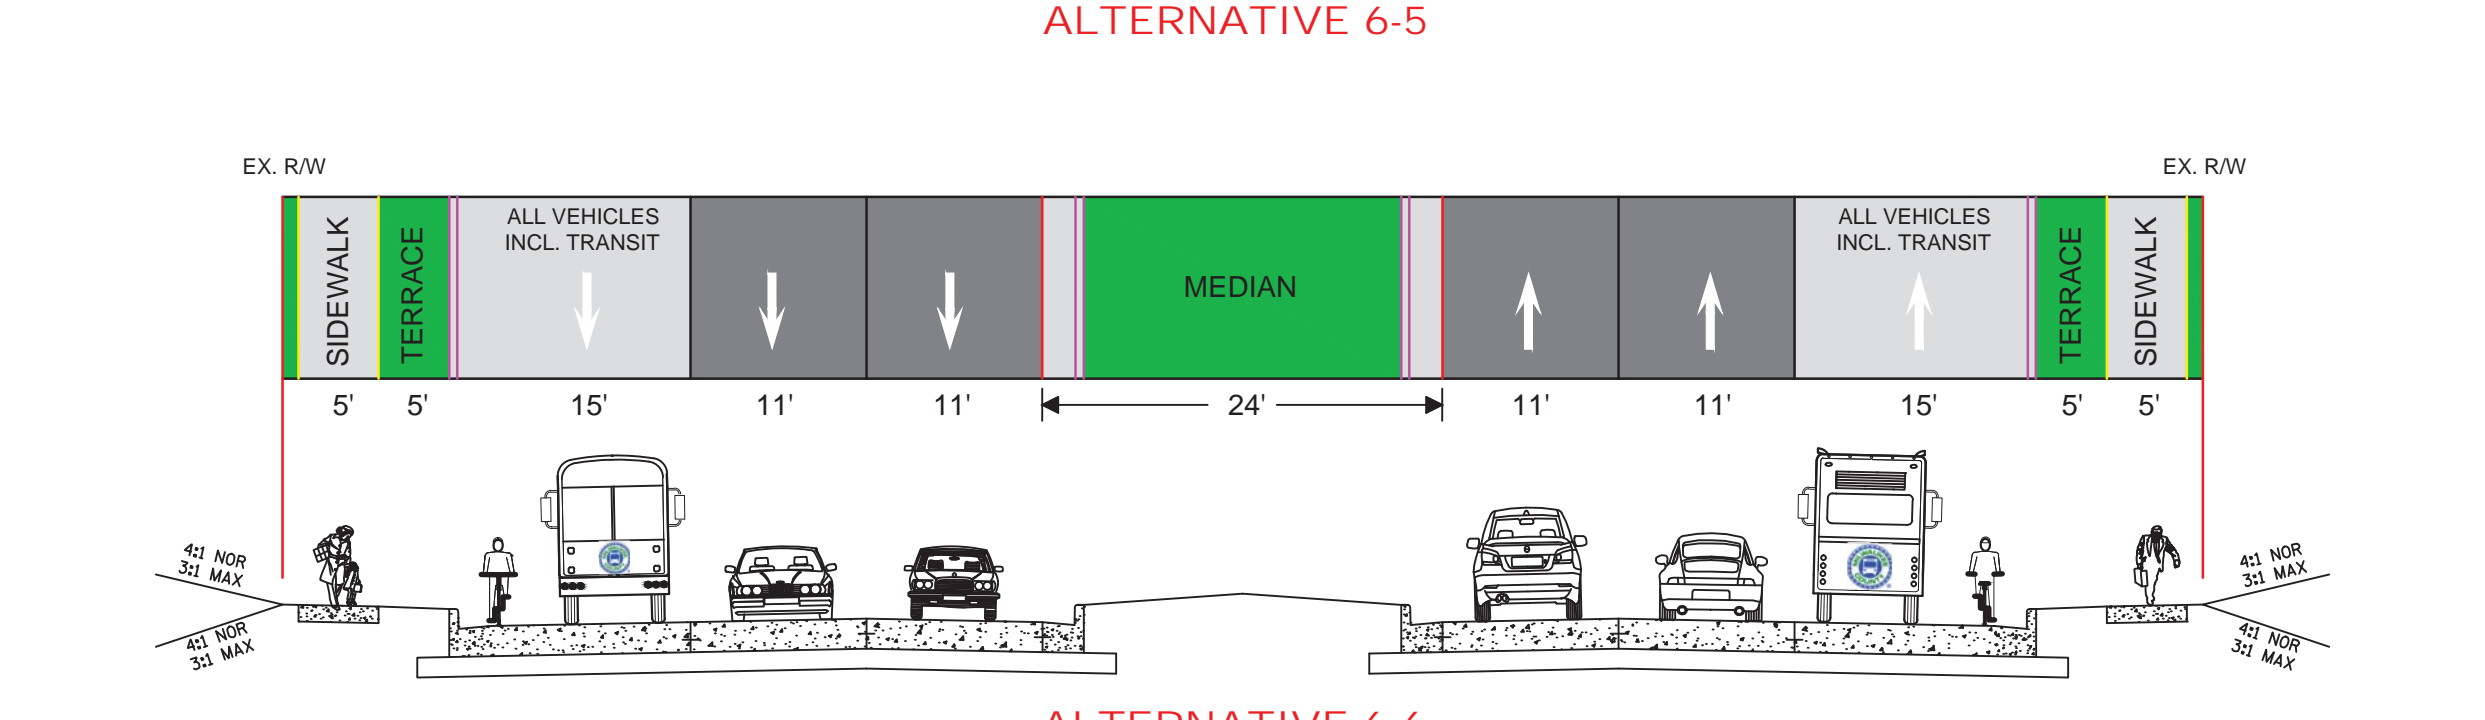 ALTERNATIVE 6-5
EX. R/W
EX. R/W
SIDEWALK
TERRACE
ALL VEHICLES
INCL. TRANSIT
MEDIAN
ALL VEHICLES
INCL. TRANSIT
TERRACE
SIDEWALK
5'
5'
15'
11'
11'
24'
11'
11'
15'
5'
5'
4:1 NOR
3:1 MAX
4:1 NOR
3:1 MAX
MILWAUKEE
COUNTY
4:1 NOR
3:1 MAX
4:1 NOR
3:1 MAX